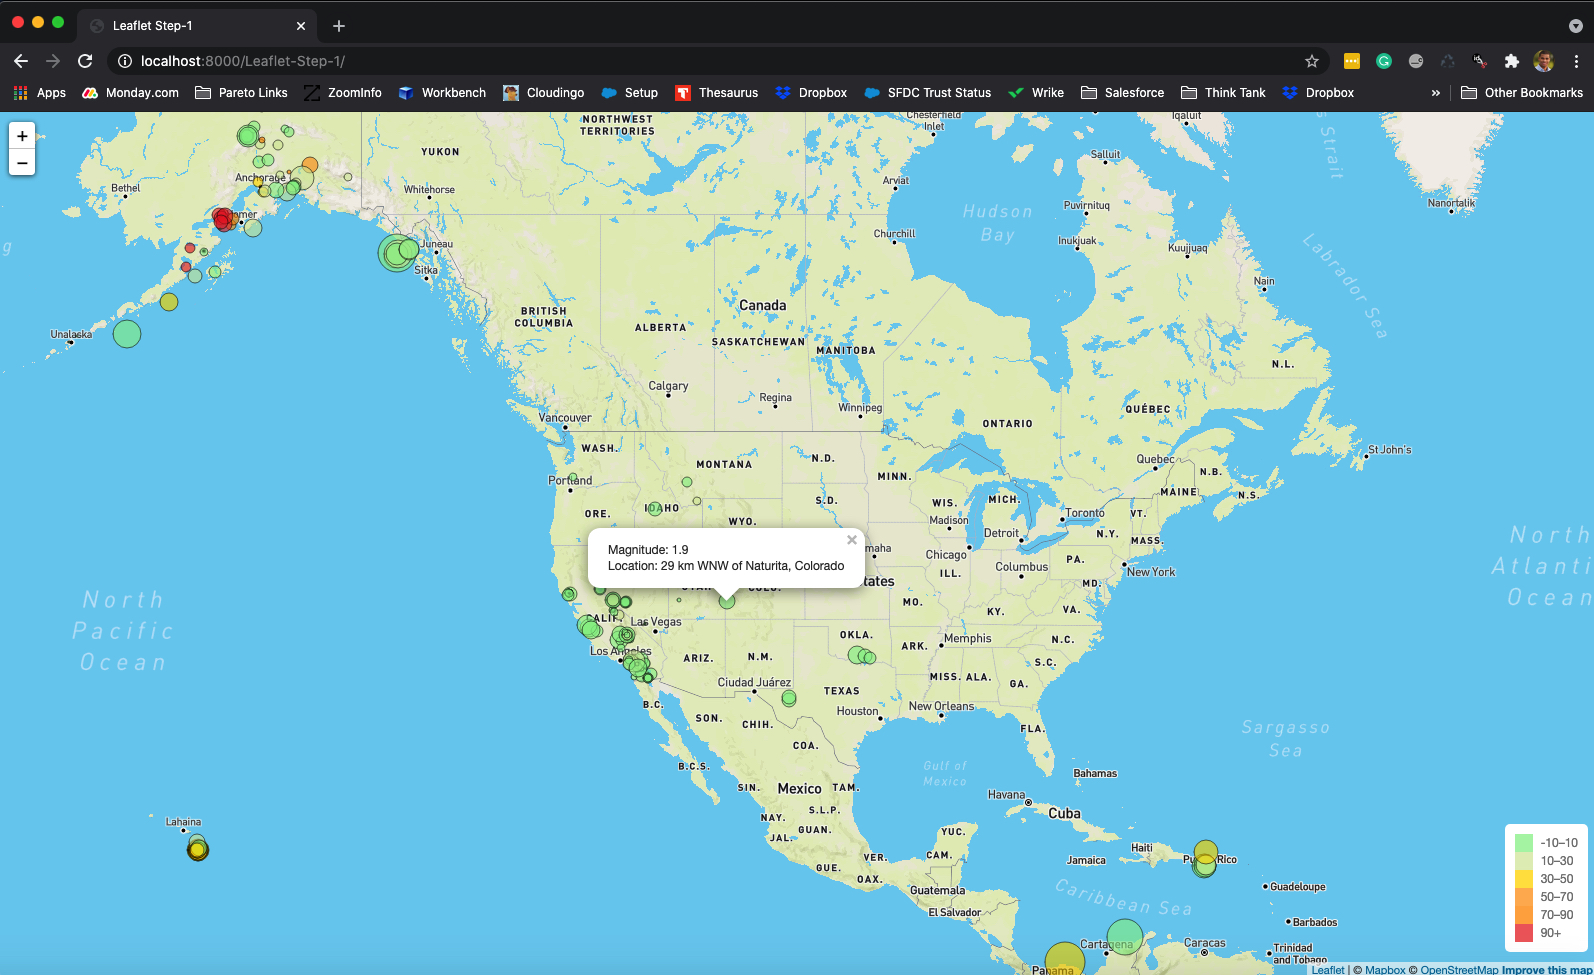 Leaflet Step-1
localhost:8000/Leaflet-Step-1/
Apps
Monday.com
Pareto Links
ZoomInfo
Workbench
Cloudingo
Setup
Thesaurus
Dropbox
SFDC Trust Status
Wrike
Salesforce
Think Tank
Dropbox
»
Other Bookmarks
+
−
NORTHWEST
TERRITORIES
Chesterfield
Inlet
Iqaluit
s Strait
YUKON
Salluit
Bethel
Anchorage
Whitehorse
Arviat
Nanortalik
Puvirnituq
Hudson
Bay
mer
Juneau
Churchill
Inukjuak
Kuujjuaq
Labrador Sea
g
Sitka
Nain
Canada
BRITISH
COLUMBIA
ALBERTA
SASKATCHEWAN
MANITOBA
Unalaska
N.L.
Calgary
Regina
Winnipeg
QUÉBEC
Vancouver
ONTARIO
WASH.
MONTANA
N.D.
Quebec
St John's
Portland
MINN.
N.B.
MAINE
N.S.
IDAHO
S.D.
WIS.
MICH.
ORE.
WYO.
Madison
Toronto
VT.
Detroit
N.Y.
MASS.
North
Atlanti
Ocean
Magnitude: 1.9
Location: 29 km WNW of Naturita, Colorado
×
maha
Chicago
PA.
Columbus
New York
ILL.
tates
MD.
UTAH
COLO.
North
Pacific
Ocean
MO.
KY.
VA.
CALIF.
Las Vegas
OKLA.
ARK.
Memphis
N.C.
Los Angeles
ARIZ.
N.M.
S.C.
MISS.
ALA.
GA.
Ciudad Juárez
TEXAS
B.C.
SON.
CHIH.
Houston
New Orleans
FLA.
Sargasso
Sea
COA.
B.C.S.
Gulf of
Mexico
Bahamas
SIN.
Mexico
TAM.
Havana
Cuba
S.L.P.
NAY.
GUAN.
JAL.
Lahaina
YUC.
VER.
CAM.
Haiti
Jamaica
Pu
Rico
GUE.
OAX.
Guatemala
Caribbean Sea
Guadeloupe
El Salvador
Barbados
Cartagena
Caracas
Trinidad
and Tobago
Panama
-10–10
10–30
30–50
50–70
70–90
90+
Leaflet | © Mapbox © OpenStreetMap Improve this map